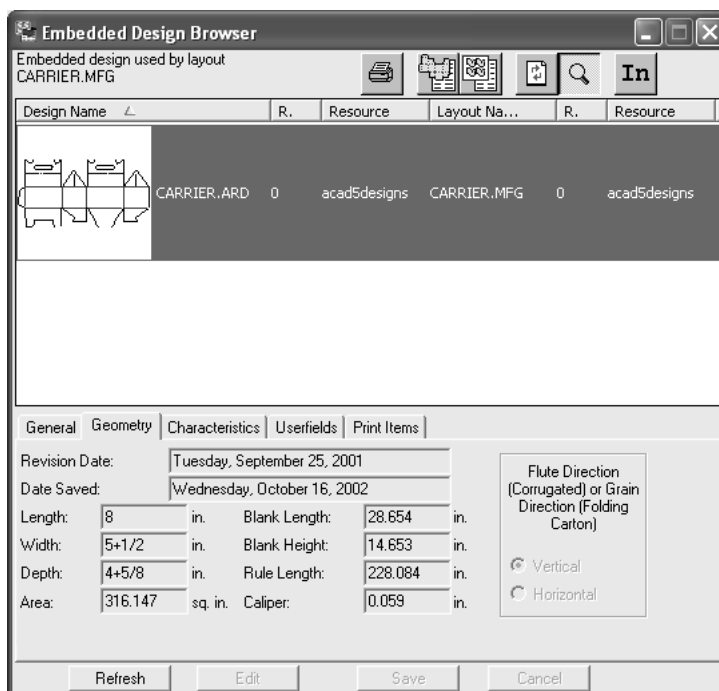 Embedded Design Browser
Embedded design used by layout
CARRIER.MFG
In
Design Name R. Resource Layout Na... R. Resource
CARRIER.ARD 0 acad5designs CARRIER.MFG 0 acad5designs
General Geometry Characteristics Userfields Print Items
Revision Date: Tuesday, September 25, 2001
Date Saved: Wednesday, October 16, 2002
Length: 8 in. Blank Length: 28.654 in.
Width: 5+1/2 in. Blank Height: 14.653 in.
Depth: 4+5/8 in. Rule Length: 228.084 in.
Area: 316.147 sq. in. Caliper: 0.059 in.
Flute Direction
(Corrugated) or Grain
Direction (Folding
Carton)
Vertical
Horizontal
Refresh Edit Save Cancel